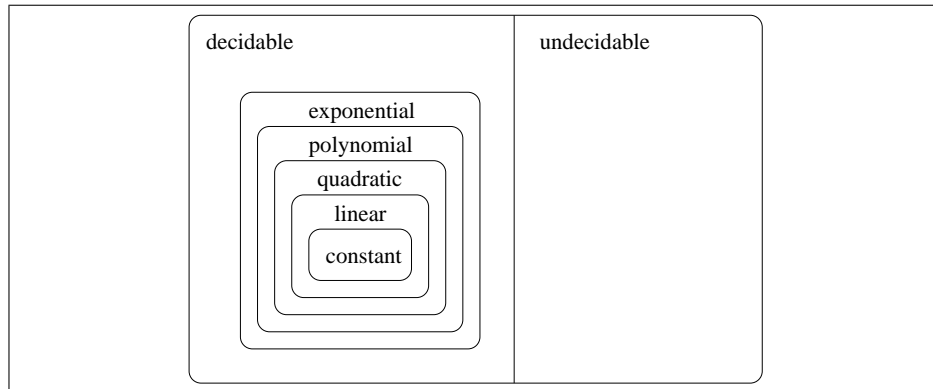 decidable
undecidable
exponential
polynomial
quadratic
linear
constant